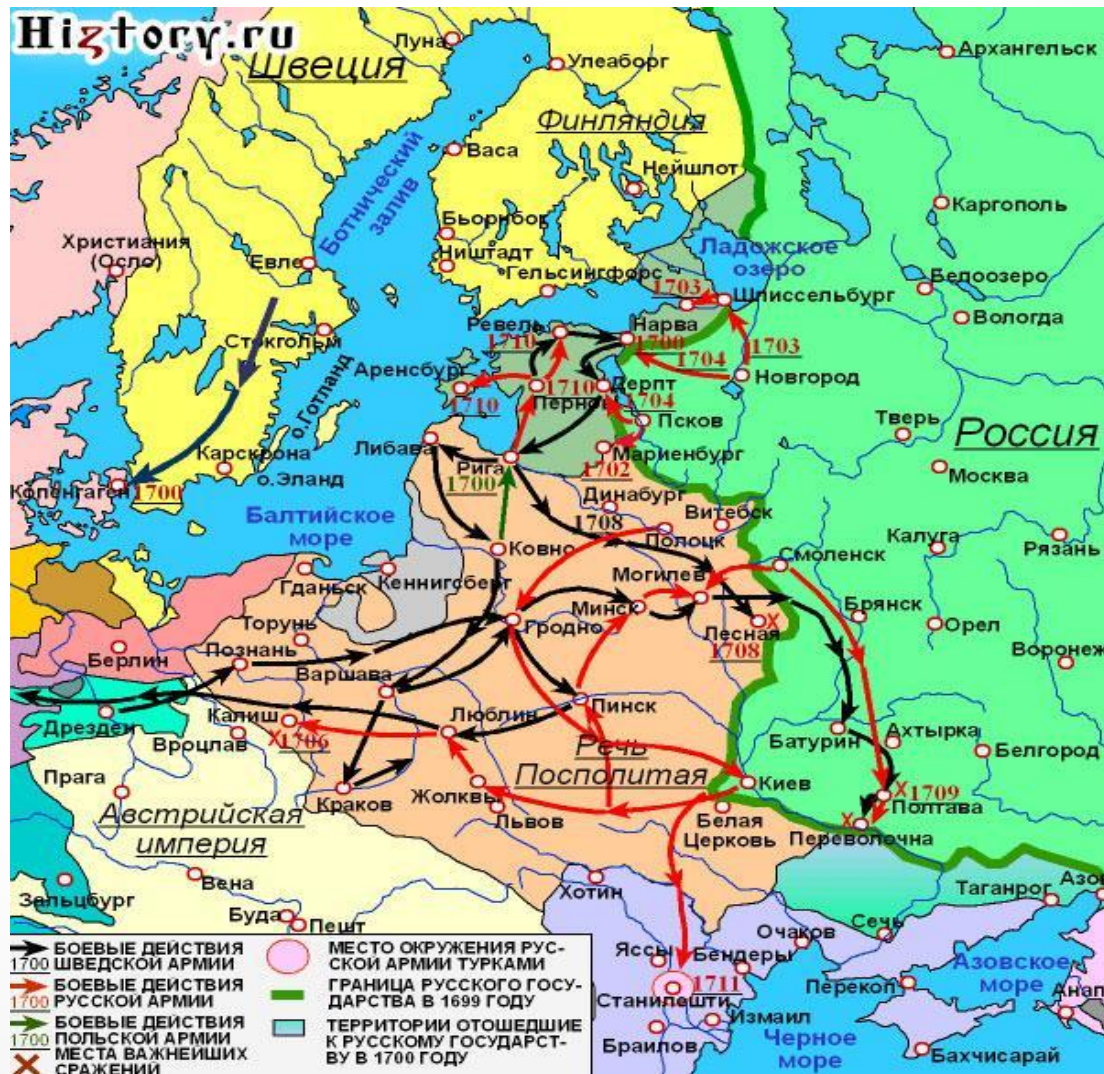 Hiztory.ru
Луна
Швеция
Улеаборг
Архангельск
Финляндия
Васа
Нейшлот
Ботнический
залив
Каргополь
Бьорнборг
Христиания
(Осло)
Евле
Ништадт
Гельсингфорс
Ладожское
озеро
Белоозеро
1703
Шлиссельбург
Вологда
Стокгольм
Ревель
1710
Нарва
1700
1704
1703
Новгород
Аренсбург
1710
о.Готланд
1710
Пернов
Дерпт
1704
Псков
Тверь
Россия
Либава
Карскрона
о.Эланд
Рига
1700
Мариенбург
1702
Москва
Копенгаген
1700
Балтийское
море
Динабург
1708
Витебск
Полоцк
Калуга
Рязань
Ковно
Смоленск
Гданьск
Кеннигсберг
Могилев
Минск
Брянск
Торунь
Гродно
Лесная
1708
Орел
Берлин
Познань
Варшава
Воронеж
Дрезден
Калиш
1706
Люблин
Пинск
Вроцлав
Речь
Посполитая
Батурин
Ахтырка
Белгород
Прага
Краков
Жолквы
Киев
1709
Полтава
Австрийская
империя
Львов
Белая
Церковь
Переволочна
Вена
Зальцбург
Хотин
Таганрог
Азо
Буда
Пешт
Сечь
Яссы
Бендеры
Очаков
Азовское
море
1711
Станилешти
Перекоп
Анап
Измаил
Браилов
Черное
море
Бахчисарай
БОЕВЫЕ ДЕЙСТВИЯ
1700 ШВЕДСКОЙ АРМИИ
БОЕВЫЕ ДЕЙСТВИЯ
1700 РУССКОЙ АРМИИ
БОЕВЫЕ ДЕЙСТВИЯ
1700 ПОЛЬСКОЙ АРМИИ
МЕСТА ВАЖНЕЙШИХ
СРАЖЕНИЙ
МЕСТО ОКРУЖЕНИЯ РУС-
СКОЙ АРМИИ ТУРКАМИ
ГРАНИЦА РУССКОГО ГОСУ-
ДАРСТВА В 1699 ГОДУ
ТЕРРИТОРИИ ОТОШЕДШИЕ
К РУССКОМУ ГОСУДАРСТ-
ВУ В 1700 ГОДУ